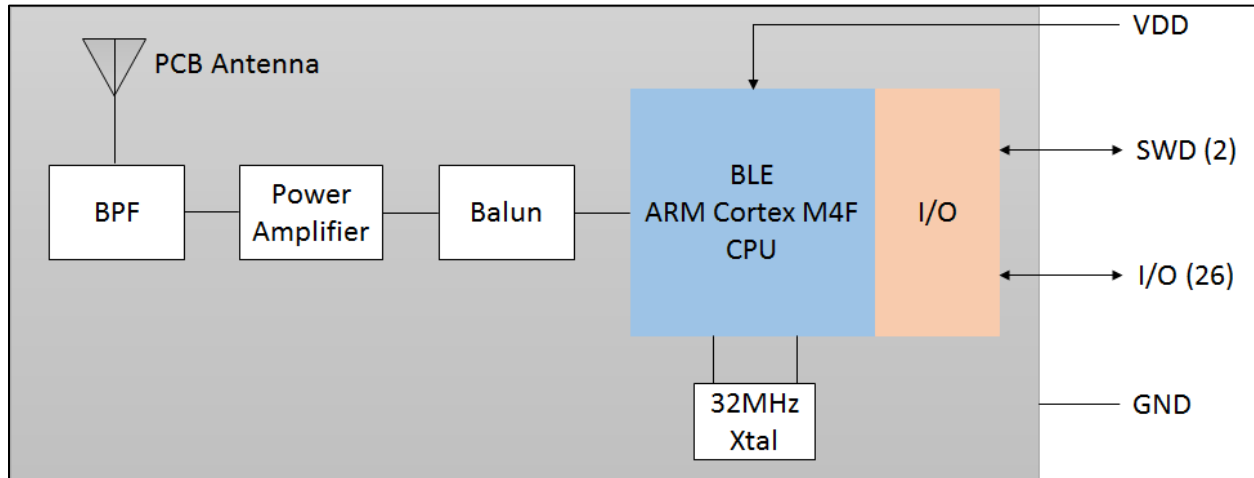 VDD
PCB Antenna
SWD (2)
BPF
Power
Amplifier
Balun
BLE
ARM Cortex M4F
CPU
I/O
I/O (26)
32MHz
Xtal
GND